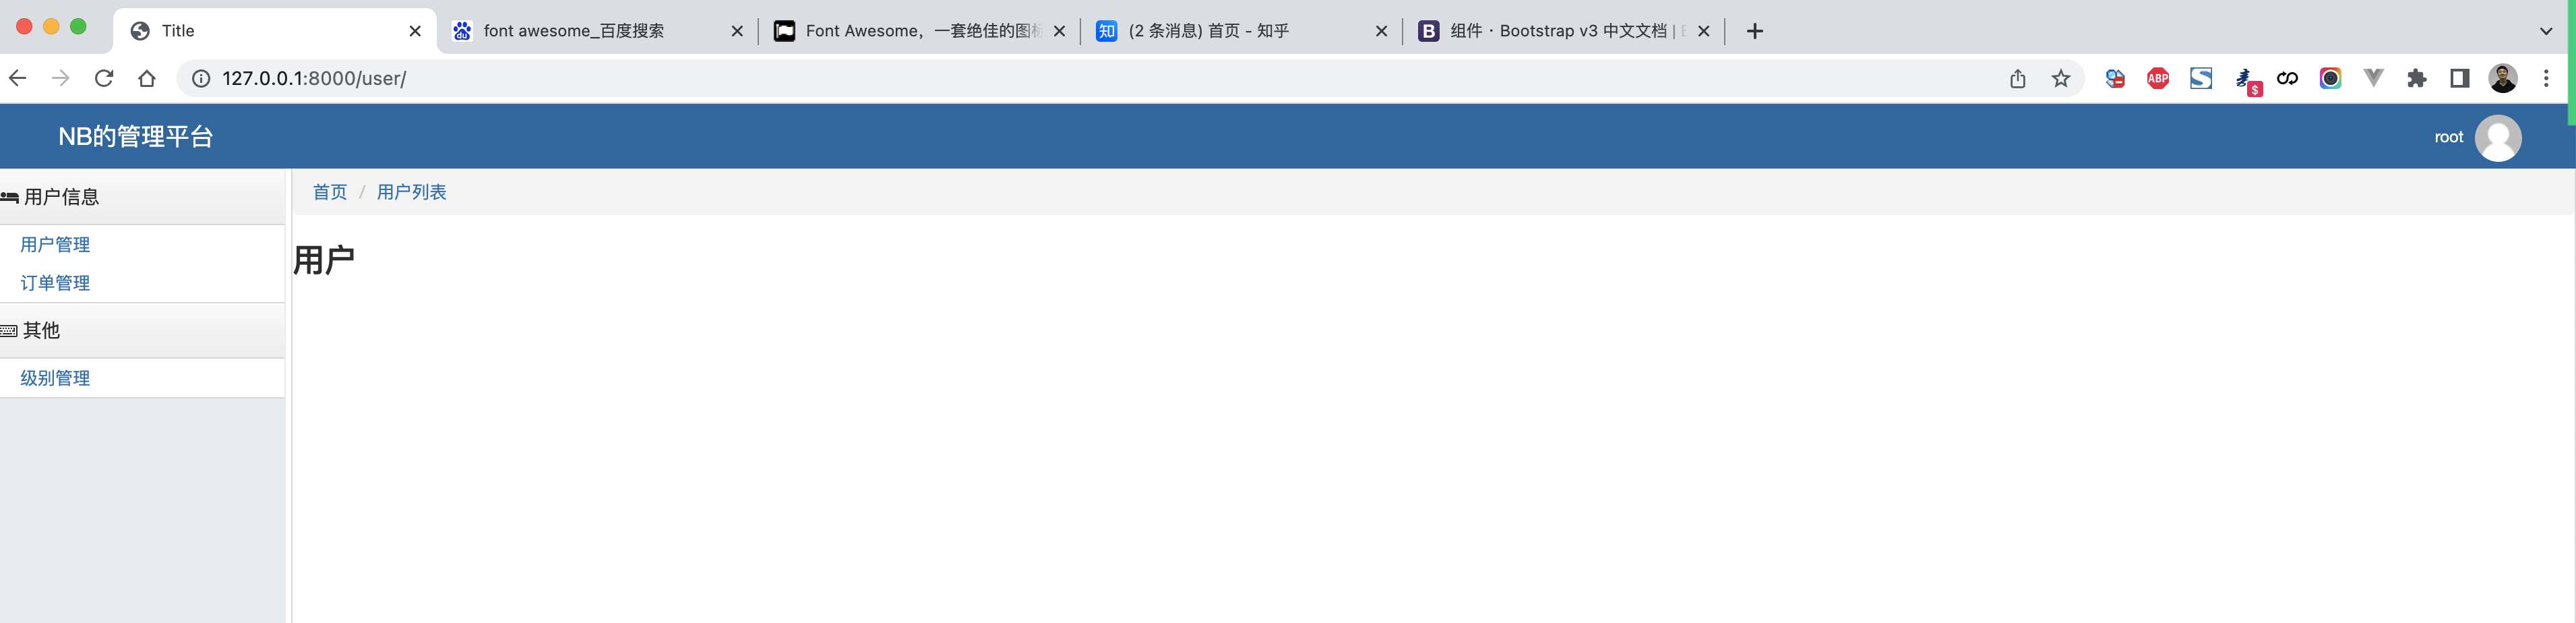 Title
font awesome_百度搜索
Font Awesome，一套绝佳的图标
(2 条消息) 首页 - 知乎
组件 · Bootstrap v3 中文文档 |
127.0.0.1:8000/user/
ABP
$
NB的管理平台
root
用户信息
首页 / 用户列表
用户管理
用户
订单管理
其他
级别管理